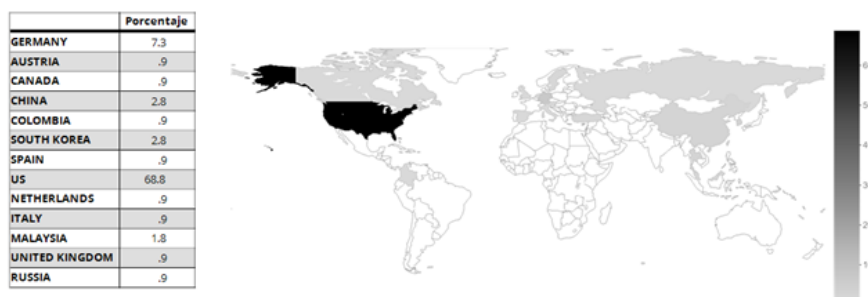 Porcentaje
GERMANY 7.3
AUSTRIA .9
CANADA .9
CHINA 2.8
COLOMBIA .9
SOUTH KOREA 2.8
SPAIN .9
US 68.8
NETHERLANDS .9
ITALY .9
MALAYSIA 1.8
UNITED KINGDOM .9
RUSSIA .9